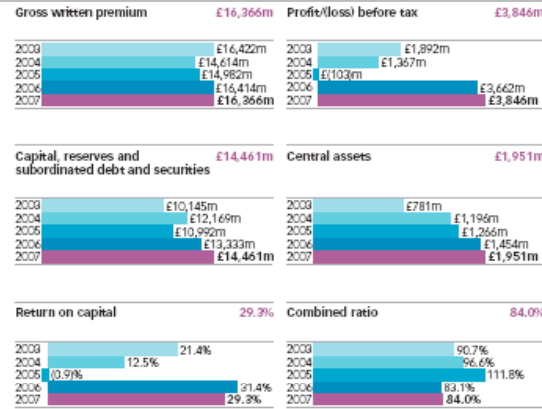 Gross written premium £16,366m
2003 £16,422m
2004 £14,614m
2005 £14,982m
2006 £16,414m
2007 £16,366m
Profit/(loss) before tax £3,846m
2003 £1,892m
2004 £1,367m
2005 £(103)m
2006 £3,662m
2007 £3,846m
Capital, reserves and
subordinated debt and securities £14,461m
2003 £10,145m
2004 £12,169m
2005 £10,992m
2006 £13,333m
2007 £14,461m
Central assets £1,951m
2003 £781m
2004 £1,196m
2005 £1,266m
2006 £1,454m
2007 £1,951m
Return on capital 29.3%
2003 21.4%
2004 12.5%
2005 (0.9)%
2006 31.4%
2007 29.3%
Combined ratio 84.0%
2003 90.7%
2004 96.6%
2005 111.8%
2006 83.1%
2007 84.0%